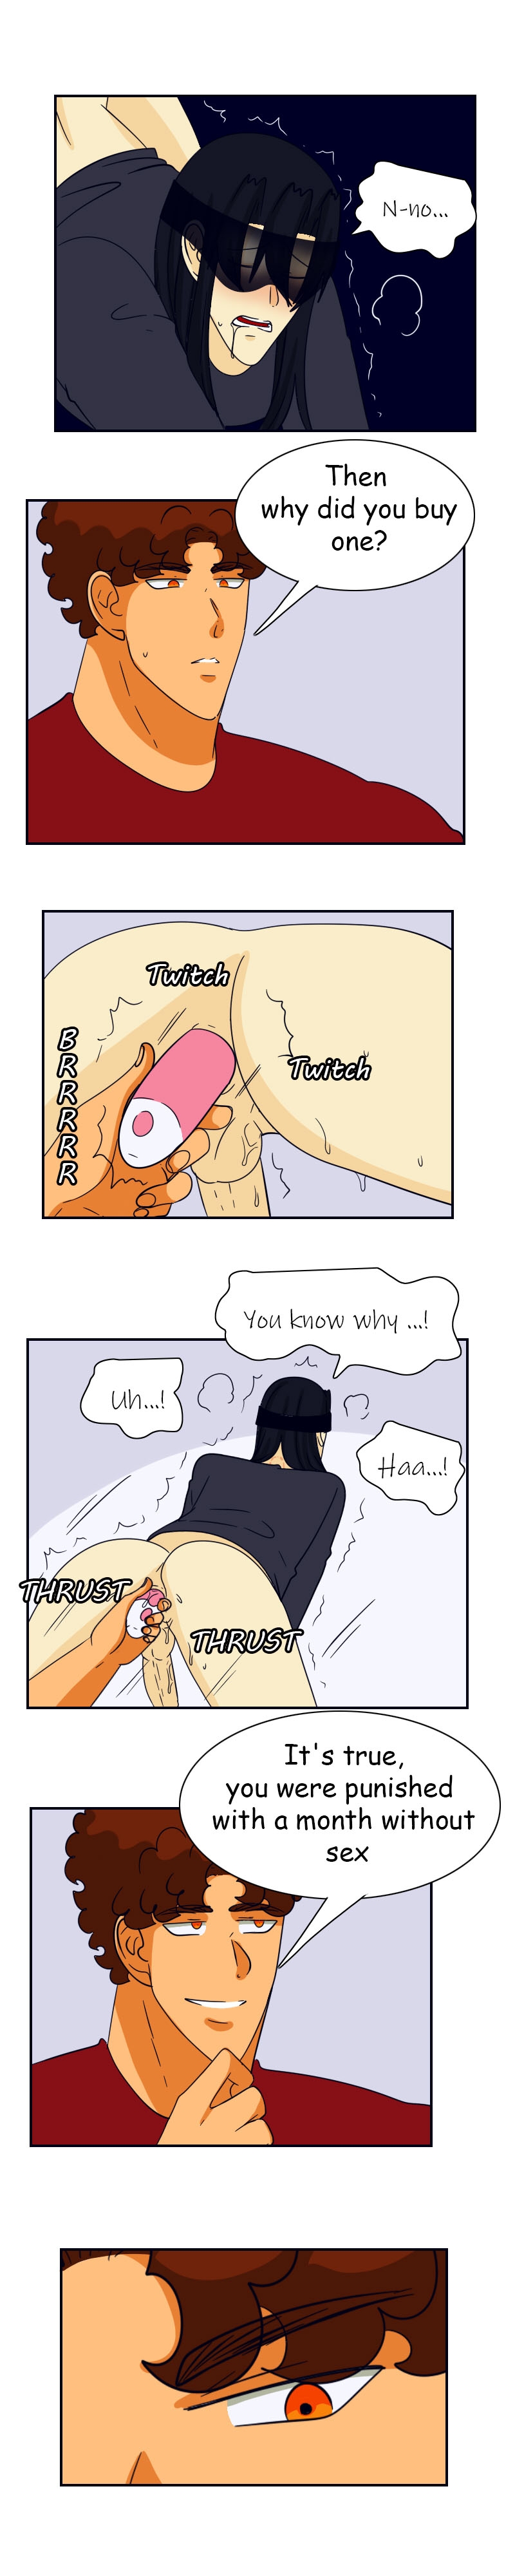 N-no...
Then
why did you buy
one?
Twitch
Twitch
BRRRRR
You know why ...!
Uh...!
Haa...!
THRUST
THRUST
It's true,
you were punished
with a month without
sex